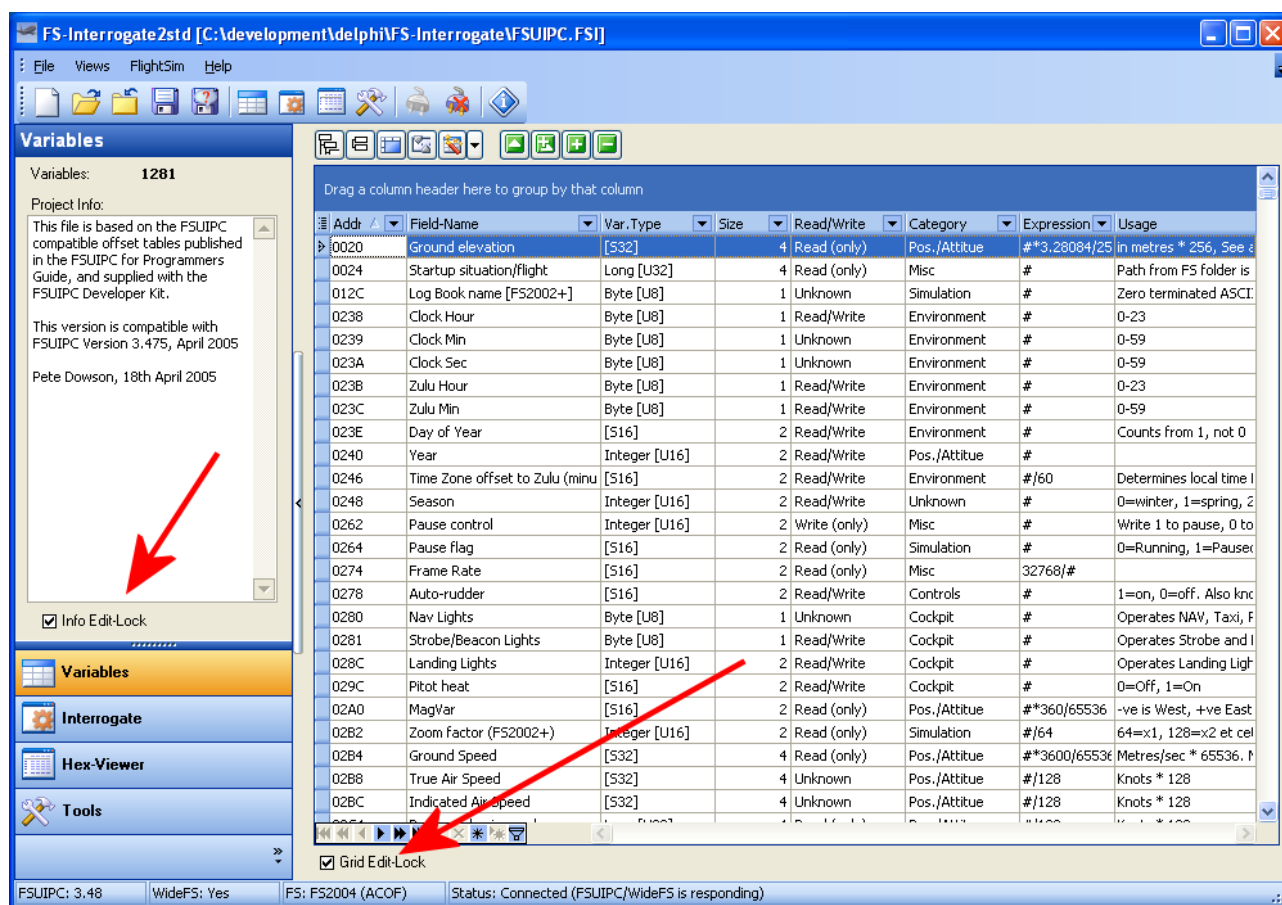 FS-Interrogate2std [C:\development\delphi\FS-Interrogate\FSUIPC.FSI]
File Views FlightSim Help
Variables
Variables: 1281
Project Info:
This file is based on the FSUIPC
compatible offset tables published
in the FSUIPC for Programmers
Guide, and supplied with the
FSUIPC Developer Kit.
This version is compatible with
FSUIPC Version 3.475, April 2005
Pete Dowson, 18th April 2005
Info Edit-Lock
Variables
Interrogate
Hex-Viewer
Tools
Drag a column header here to group by that column
Addr Field-Name Var.Type Size Read/Write Category Expression Usage
0020 Ground elevation [S32] 4 Read (only) Pos./Attitue #*3.28084/25 in metres * 256, See
0024 Startup situation/flight Long [U32] 4 Read (only) Misc # Path from FS folder is
012C Log Book name [FS2002+] Byte [U8] 1 Unknown Simulation # Zero terminated ASCI
0238 Clock Hour Byte [U8] 1 Read/Write Environment # 0-23
0239 Clock Min Byte [U8] 1 Unknown Environment # 0-59
023A Clock Sec Byte [U8] 1 Unknown Environment # 0-59
023B Zulu Hour Byte [U8] 1 Read/Write Environment # 0-23
023C Zulu Min Byte [U8] 1 Read/Write Environment # 0-59
023E Day of Year [S16] 2 Read/Write Environment # Counts from 1, not 0
0240 Year Integer [U16] 2 Read/Write Pos./Attitue #
0246 Time Zone offset to Zulu (minu [S16] 2 Read/Write Environment #/60 Determines local time
0248 Season Integer [U16] 2 Read/Write Unknown # 0=winter, 1=spring, 2
0262 Pause control Integer [U16] 2 Write (only) Misc # Write 1 to pause, 0 to
0264 Pause flag [S16] 2 Read (only) Simulation # 0=Running, 1=Paused
0274 Frame Rate [S16] 2 Read (only) Misc 32768/#
0278 Auto-rudder [S16] 2 Read/Write Controls # 1=on, 0=off. Also kno
0280 Nav Lights Byte [U8] 1 Unknown Cockpit # Operates NAV, Taxi,
0281 Strobe/Beacon Lights Byte [U8] 1 Read/Write Cockpit # Operates Strobe and
028C Landing Lights Integer [U16] 2 Read/Write Cockpit # Operates Landing Ligh
029C Pitot heat [S16] 2 Read/Write Cockpit # 0=Off, 1=On
02A0 MagVar [S16] 2 Read (only) Pos./Attitue #*360/65536 -ve is West, +ve East
02B2 Zoom factor (FS2002+) Integer [U16] 2 Read (only) Simulation #/64 64=x1, 128=x2 et cet
02B4 Ground Speed [S32] 4 Read (only) Pos./Attitue #*3600/65536 Metres/sec * 65536.
02B8 True Air Speed [S32] 4 Unknown Pos./Attitue #/128 Knots * 128
02BC Indicated Air Speed [S32] 4 Unknown Pos./Attitue #/128 Knots * 128
Grid Edit-Lock
FSUIPC: 3.48 WideFS: Yes FS: FS2004 (ACOF) Status: Connected (FSUIPC/WideFS is responding)